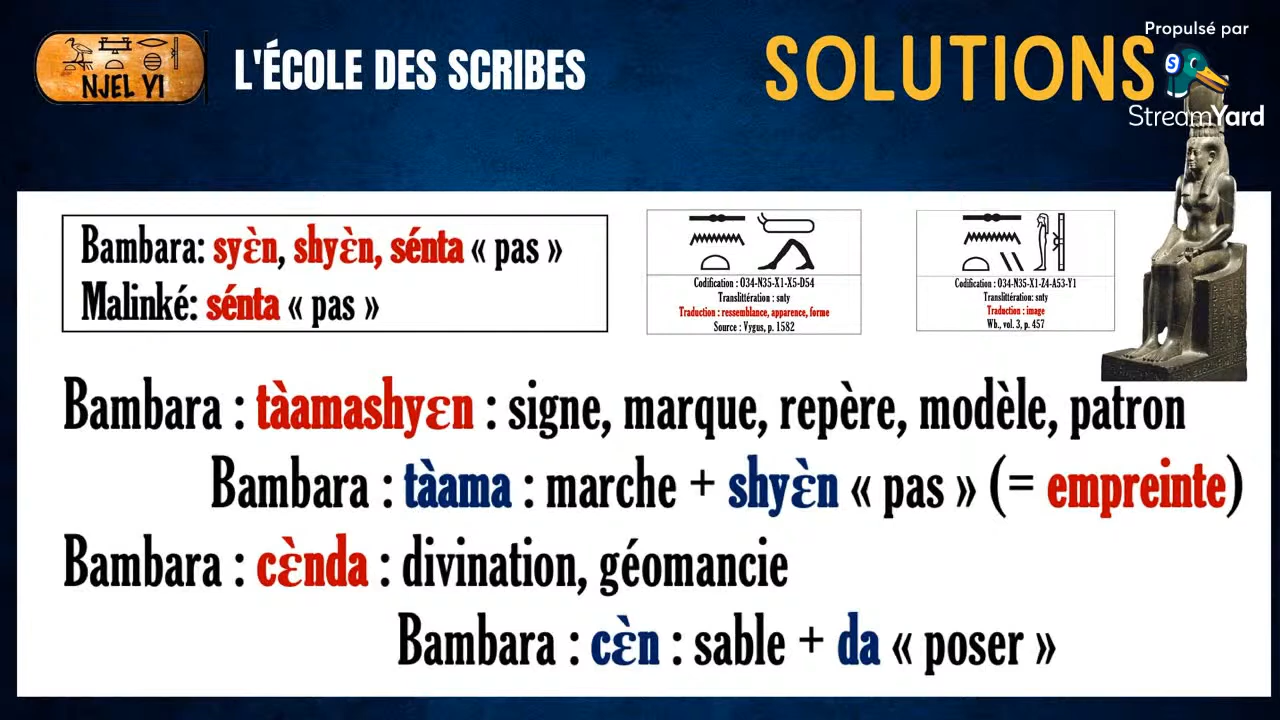 NJEL YI
L'ÉCOLE DES SCRIBES
SOLUTIONS
Propulsé par
StreamYard
Bambara: syɛ̀n, shyɛ̀n, sénta « pas »
Malinké: sénta « pas »
Codification : O34-N35-X1-X5-D54
Translittération : snty
Traduction : ressemblance, apparence, forme
Source : Vygus, p. 1582
Codification : O34-N35-X1-Z4-A53-Y1
Translittération: snty
Traduction : image
Wb., vol. 3, p. 457
Bambara : tàamashyɛn : signe, marque, repère, modèle, patron
Bambara : tàama : marche + shyɛ̀n « pas » (= empreinte)
Bambara : cɛ̀nda : divination, géomancie
Bambara : cɛ̀n : sable + da « poser »